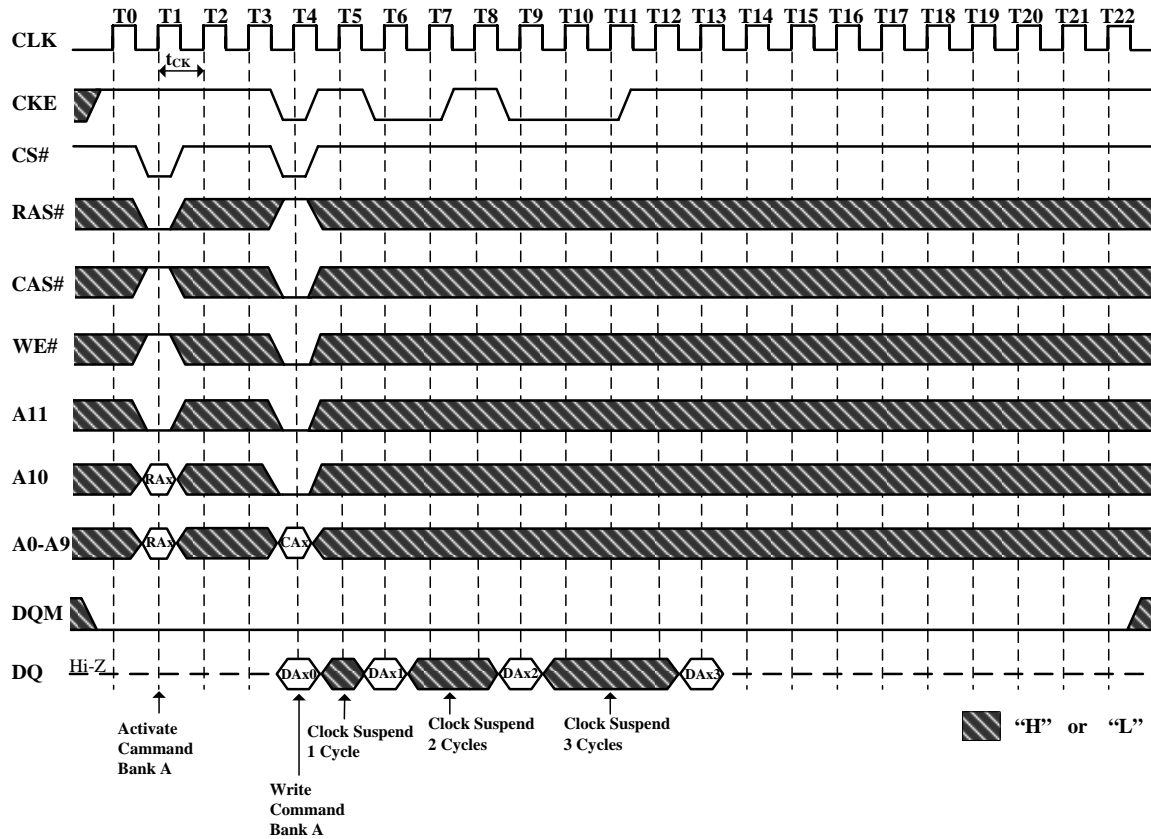 T0 T1 T2 T3 T4 T5 T6 T7 T8 T9 T10 T11 T12 T13 T14 T15 T16 T17 T18 T19 T20 T21 T22
CLK
tCK
CKE
CS#
RAS#
CAS#
WE#
A11
A10
RAx
A0-A9
RAx
CAx
DQM
DQ
Hi-Z
DAx0
DAx1
DAx2
DAx3
Activate
Cammand
Bank A
Write
Command
Bank A
Clock Suspend
1 Cycle
Clock Suspend
2 Cycles
Clock Suspend
3 Cycles
“H” or “L”